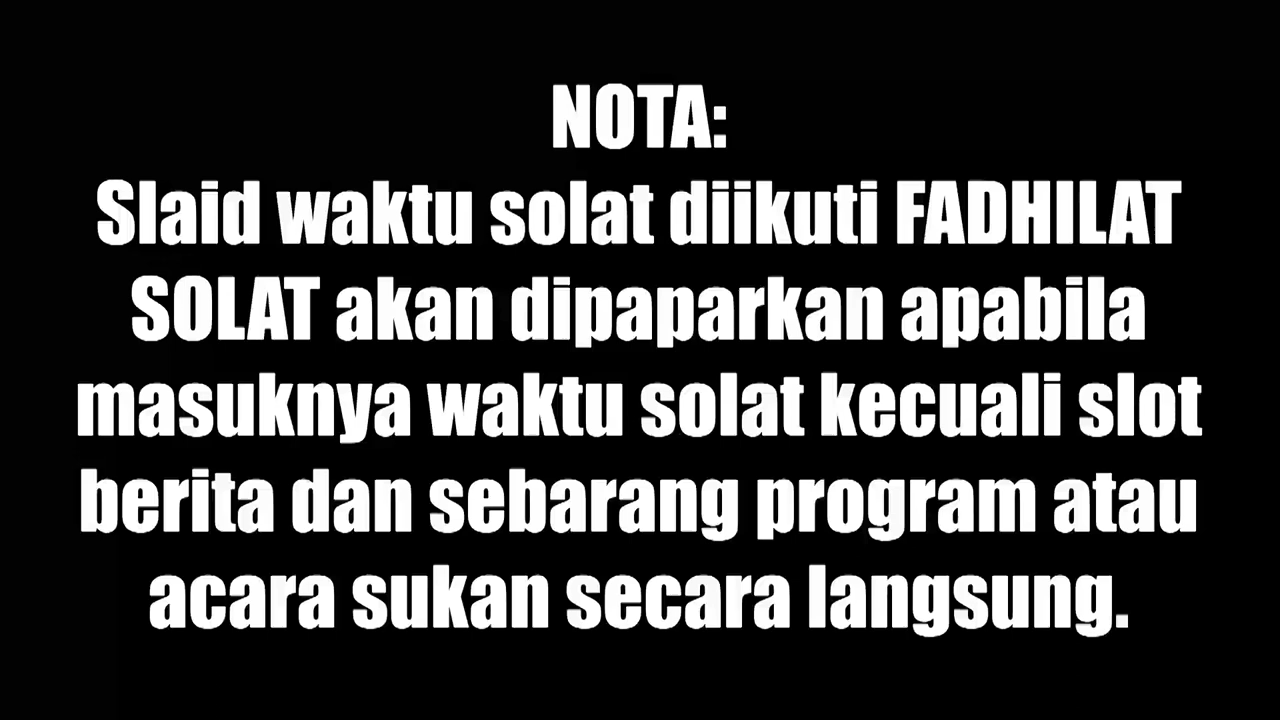 NOTA:
Slaid waktu solat diikuti FADHILAT
SOLAT akan dipaparkan apabila
masuknya waktu solat kecuali slot
berita dan sebarang program atau
acara sukan secara langsung.